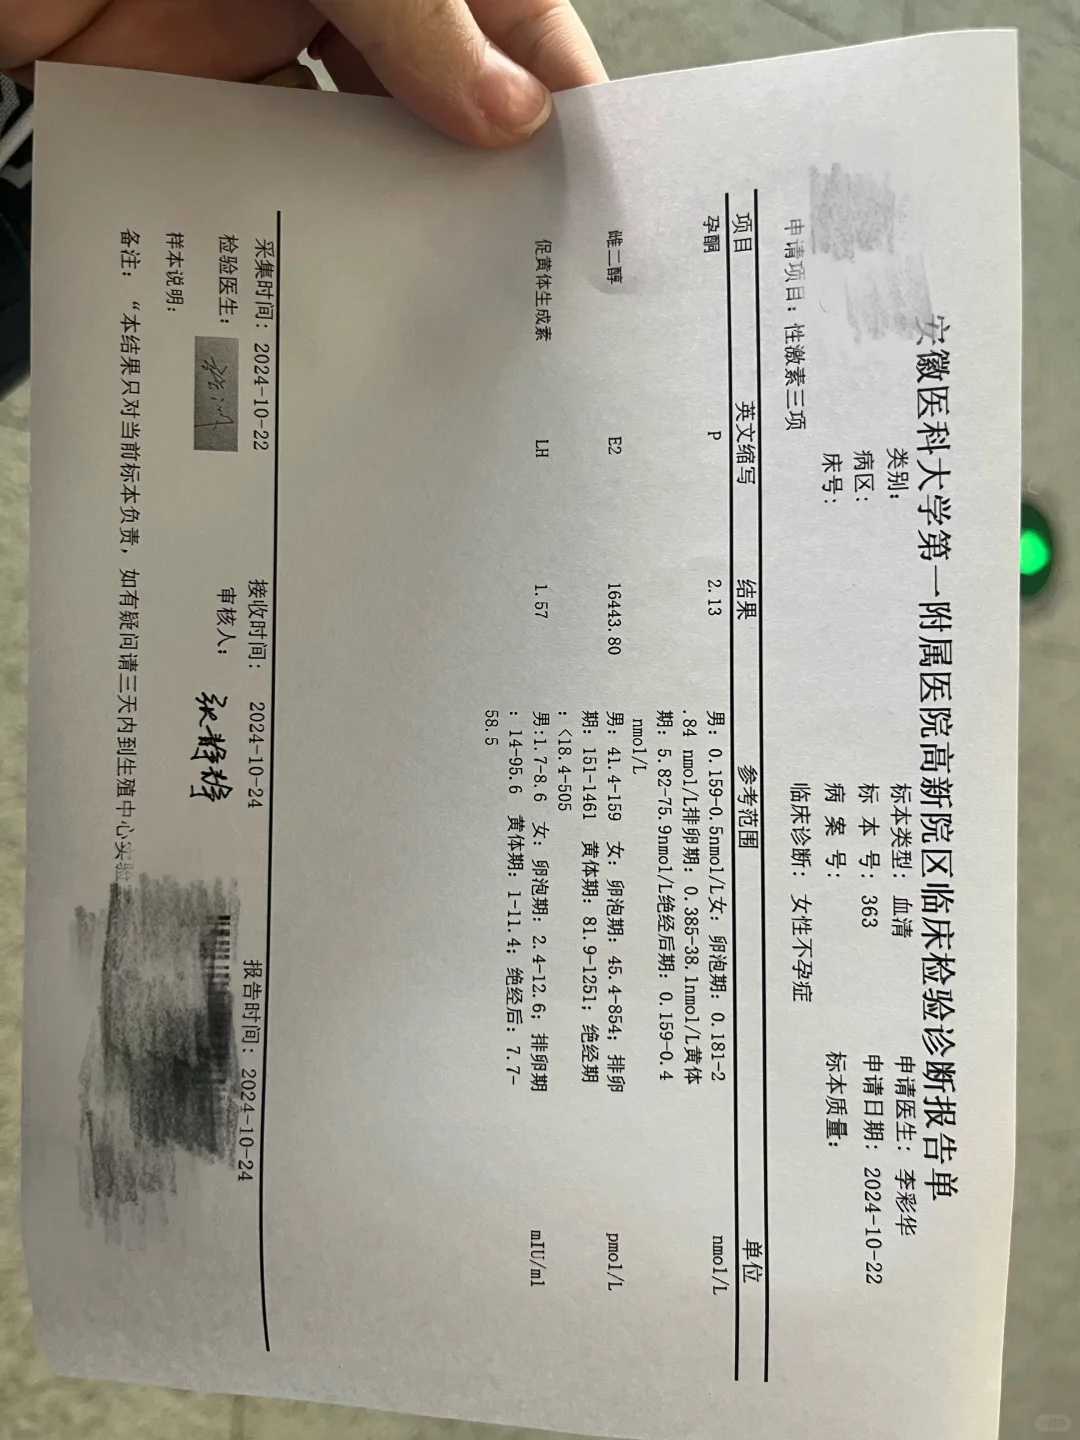 安徽医科大学第一附属医院高新院区临床检验诊断报告单
类别： 标本类型：血清 申请医生：李彩华
病区： 标 本 号：363 申请日期：2024-10-22
床号： 病 案 号： 标本质量：
申请项目：性激素三项 临床诊断：女性不孕症
项目 英文缩写 结果 参考范围 单位
孕酮 P 2.13 男：0.159-0.5nmol/L女：卵泡期：0.181-2 nmol/L
.84 nmol/L排卵期：0.385-38.1nmol/L黄体
期：5.82-75.9nmol/L绝经后期：0.159-0.4
nmol/L
雌二醇 E2 16443.80 男：41.4-159 女：卵泡期：45.4-854；排卵 pmol/L
期：151-1461 黄体期：81.9-1251；绝经期
：<18.4-505
促黄体生成素 LH 1.57 男:1.7-8.6 女：卵泡期：2.4-12.6；排卵期 mIU/ml
：14-95.6 黄体期：1-11.4；绝经后：7.7-
58.5
采集时间：2024-10-22 接收时间： 2024-10-24 报告时间：2024-10-24
检验医生： 审核人：
样本说明：
备注： “本结果只对当前标本负责，如有疑问请三天内到生殖中心实验